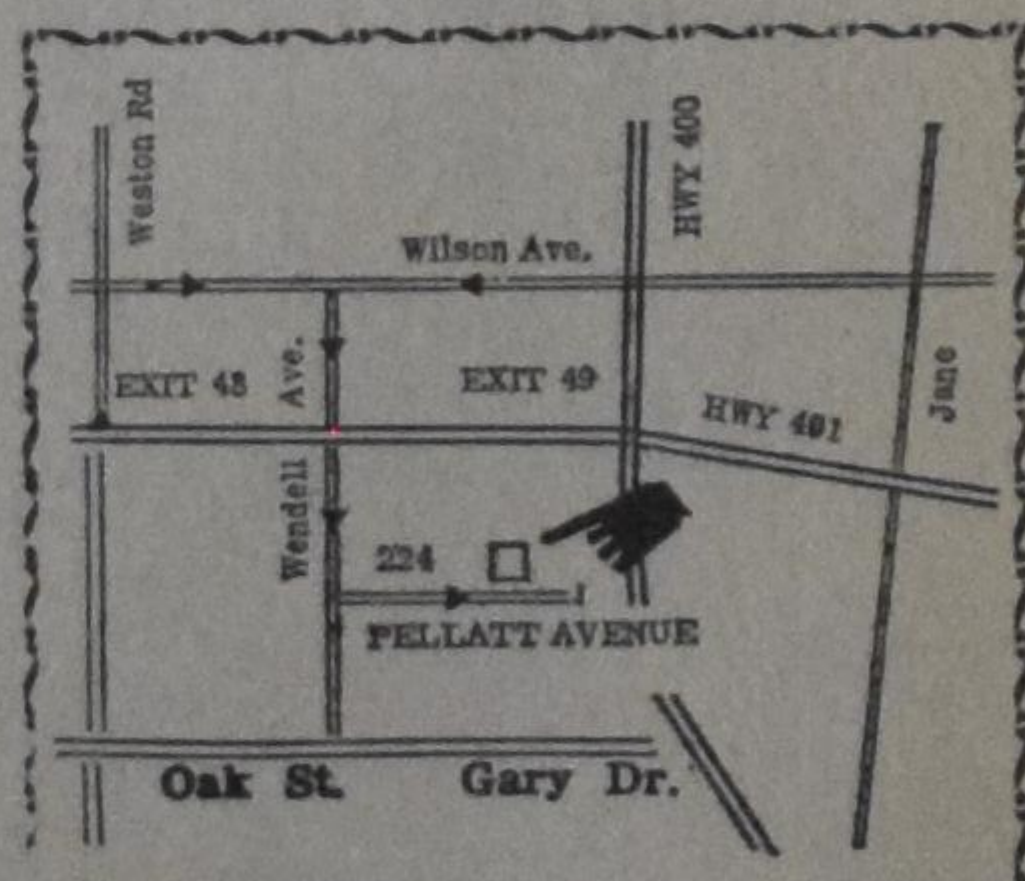 Weston Rd
HWY 400
Wilson Ave.
EXIT 48
Ave.
EXIT 49
HWY 401
Jane
Wendell
224
PELLATT AVENUE
Oak St.
Gary Dr.